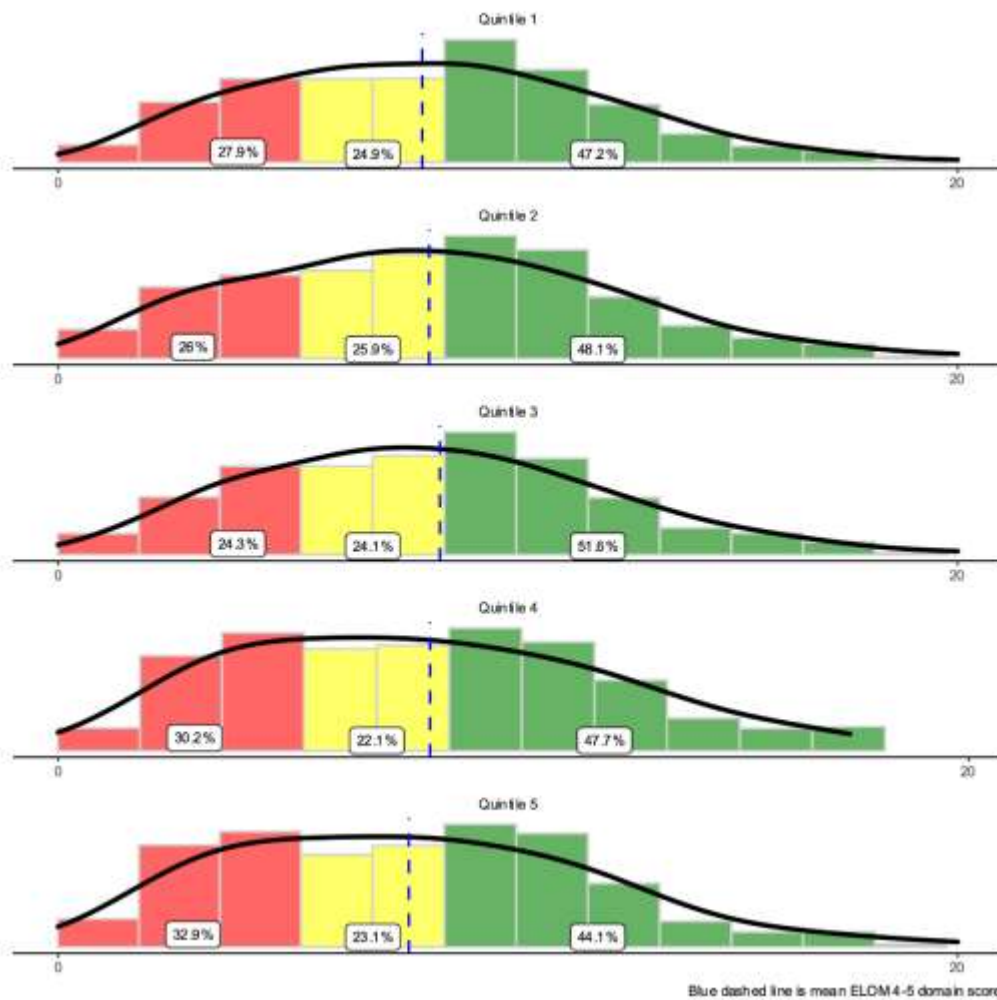 Quintile 1
27.9% 24.9% 47.2%
0 20
Quintile 2
26% 25.9% 48.1%
0 20
Quintile 3
24.3% 24.1% 51.6%
0 20
Quintile 4
30.2% 22.1% 47.7%
0 20
Quintile 5
32.9% 23.1% 44.1%
0 20
Blue dashed line is mean ELOM 4-5 domain score